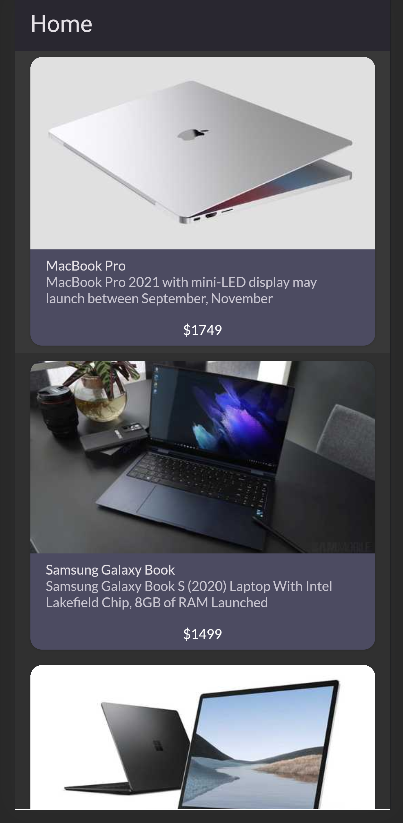 Home
MacBook Pro
MacBook Pro 2021 with mini-LED display may
launch between September, November
$1749
Samsung Galaxy Book
Samsung Galaxy Book S (2020) Laptop With Intel
Lakefield Chip, 8GB of RAM Launched
$1499